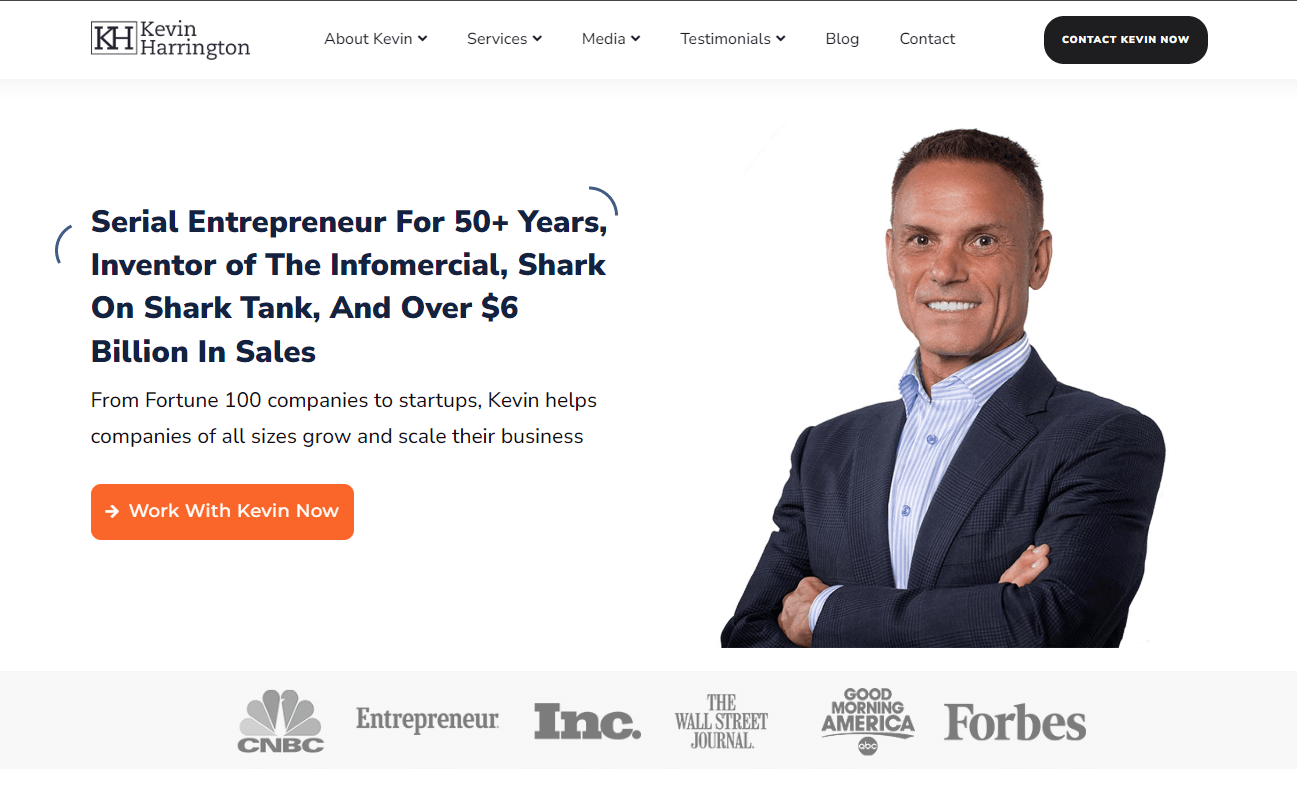 KH Kevin
Harrington
About Kevin
Services
Media
Testimonials
Blog
Contact
CONTACT KEVIN NOW
Serial Entrepreneur For 50+ Years,
Inventor of The Infomercial, Shark
On Shark Tank, And Over $6
Billion In Sales
From Fortune 100 companies to startups, Kevin helps
companies of all sizes grow and scale their business
Work With Kevin Now
CNBC
Entrepreneur
Inc.
THE
WALL STREET
JOURNAL.
GOOD
MORNING
AMERICA
abc
Forbes